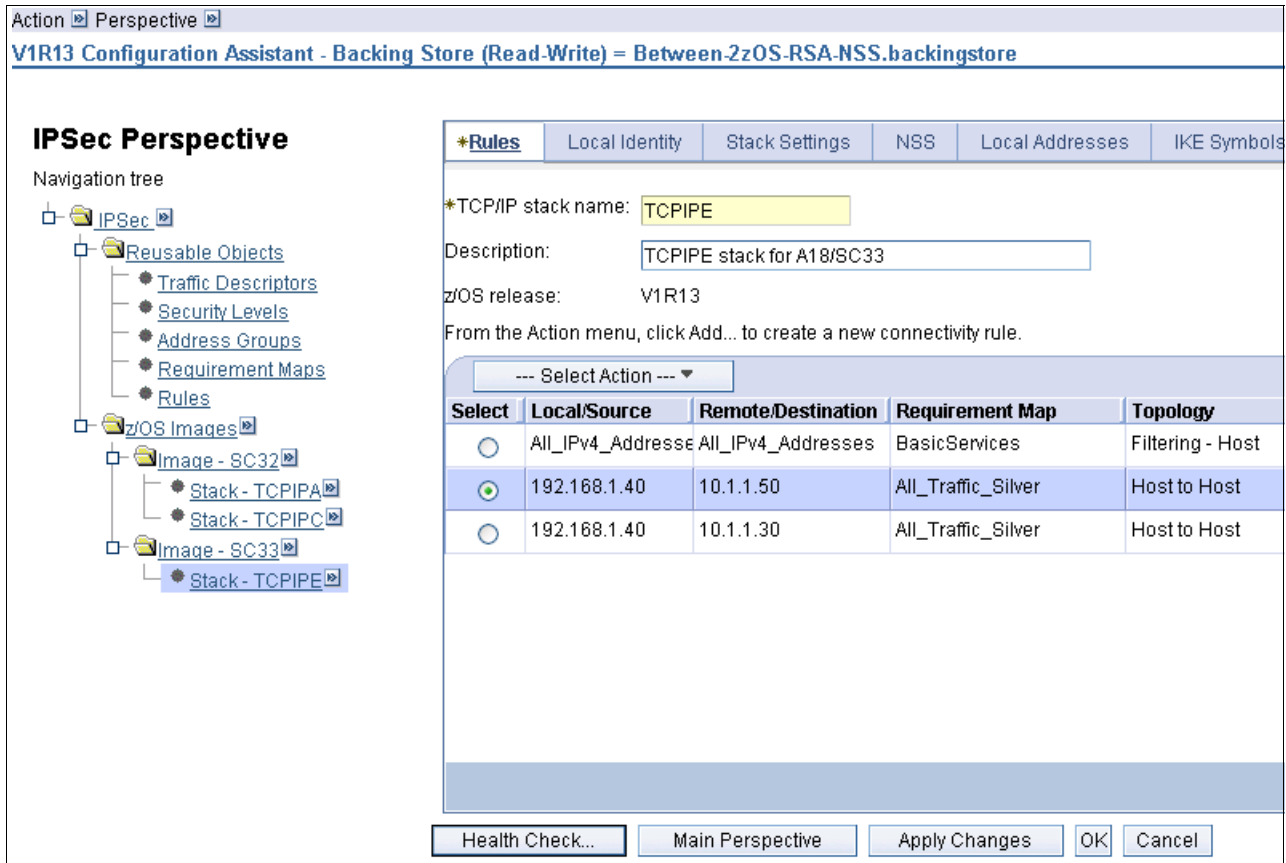 Action Perspective
V1R13 Configuration Assistant - Backing Store (Read-Write) = Between-2zOS-RSA-NSS.backingstore
IPSec Perspective
Navigation tree
IPSec
Reusable Objects
Traffic Descriptors
Security Levels
Address Groups
Requirement Maps
Rules
z/OS Images
Image - SC32
Stack - TCPIPA
Stack - TCPIPC
Image - SC33
Stack - TCPIPE
*Rules Local Identity Stack Settings NSS Local Addresses IKE Symbols
*TCP/IP stack name: TCPIPE
Description: TCPIPE stack for A18/SC33
z/OS release: V1R13
From the Action menu, click Add... to create a new connectivity rule.
--- Select Action ---
Select Local/Source Remote/Destination Requirement Map Topology
All_IPv4_Addresse All_IPv4_Addresses BasicServices Filtering - Host
192.168.1.40 10.1.1.50 All_Traffic_Silver Host to Host
192.168.1.40 10.1.1.30 All_Traffic_Silver Host to Host
Health Check... Main Perspective Apply Changes OK Cancel